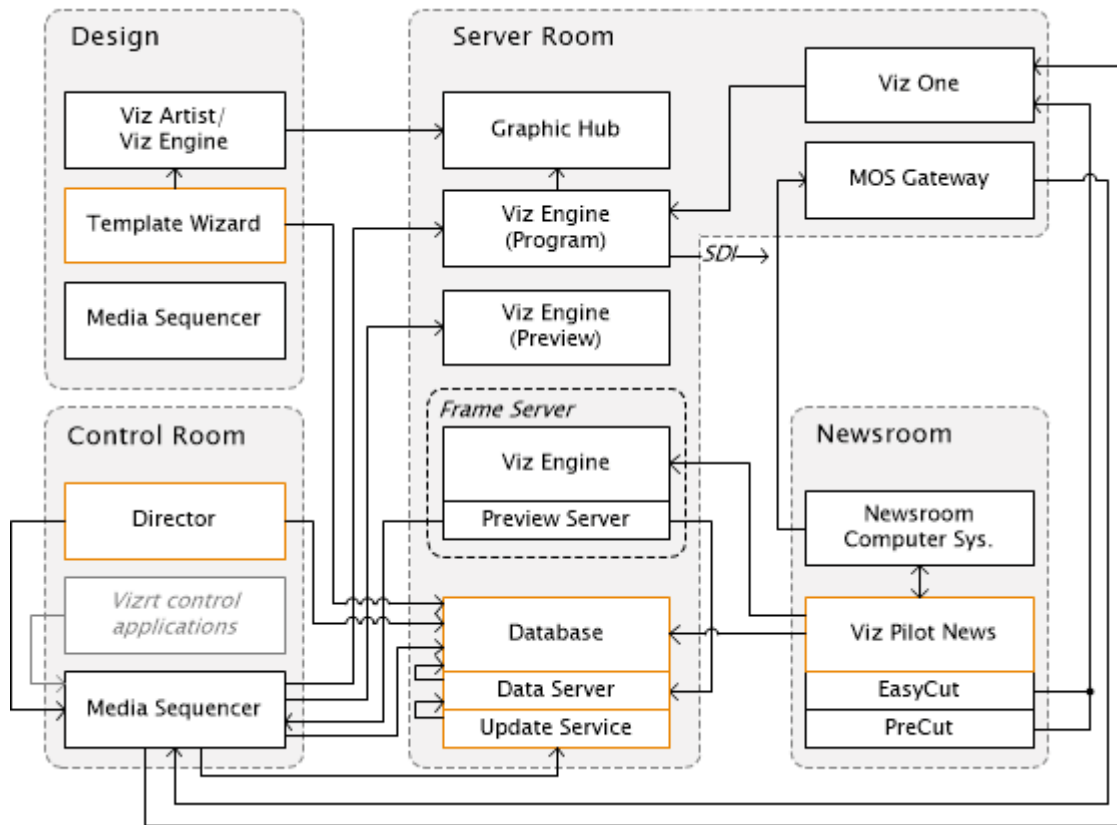 Design
Viz Artist/
Viz Engine
Template Wizard
Media Sequencer
Server Room
Graphic Hub
Viz Engine
(Program)
SDI
Viz Engine
(Preview)
Viz One
MOS Gateway
Frame Server
Viz Engine
Preview Server
Database
Data Server
Update Service
Control Room
Director
Vizrt control
applications
Media Sequencer
Newsroom
Newsroom
Computer Sys.
Viz Pilot News
EasyCut
PreCut